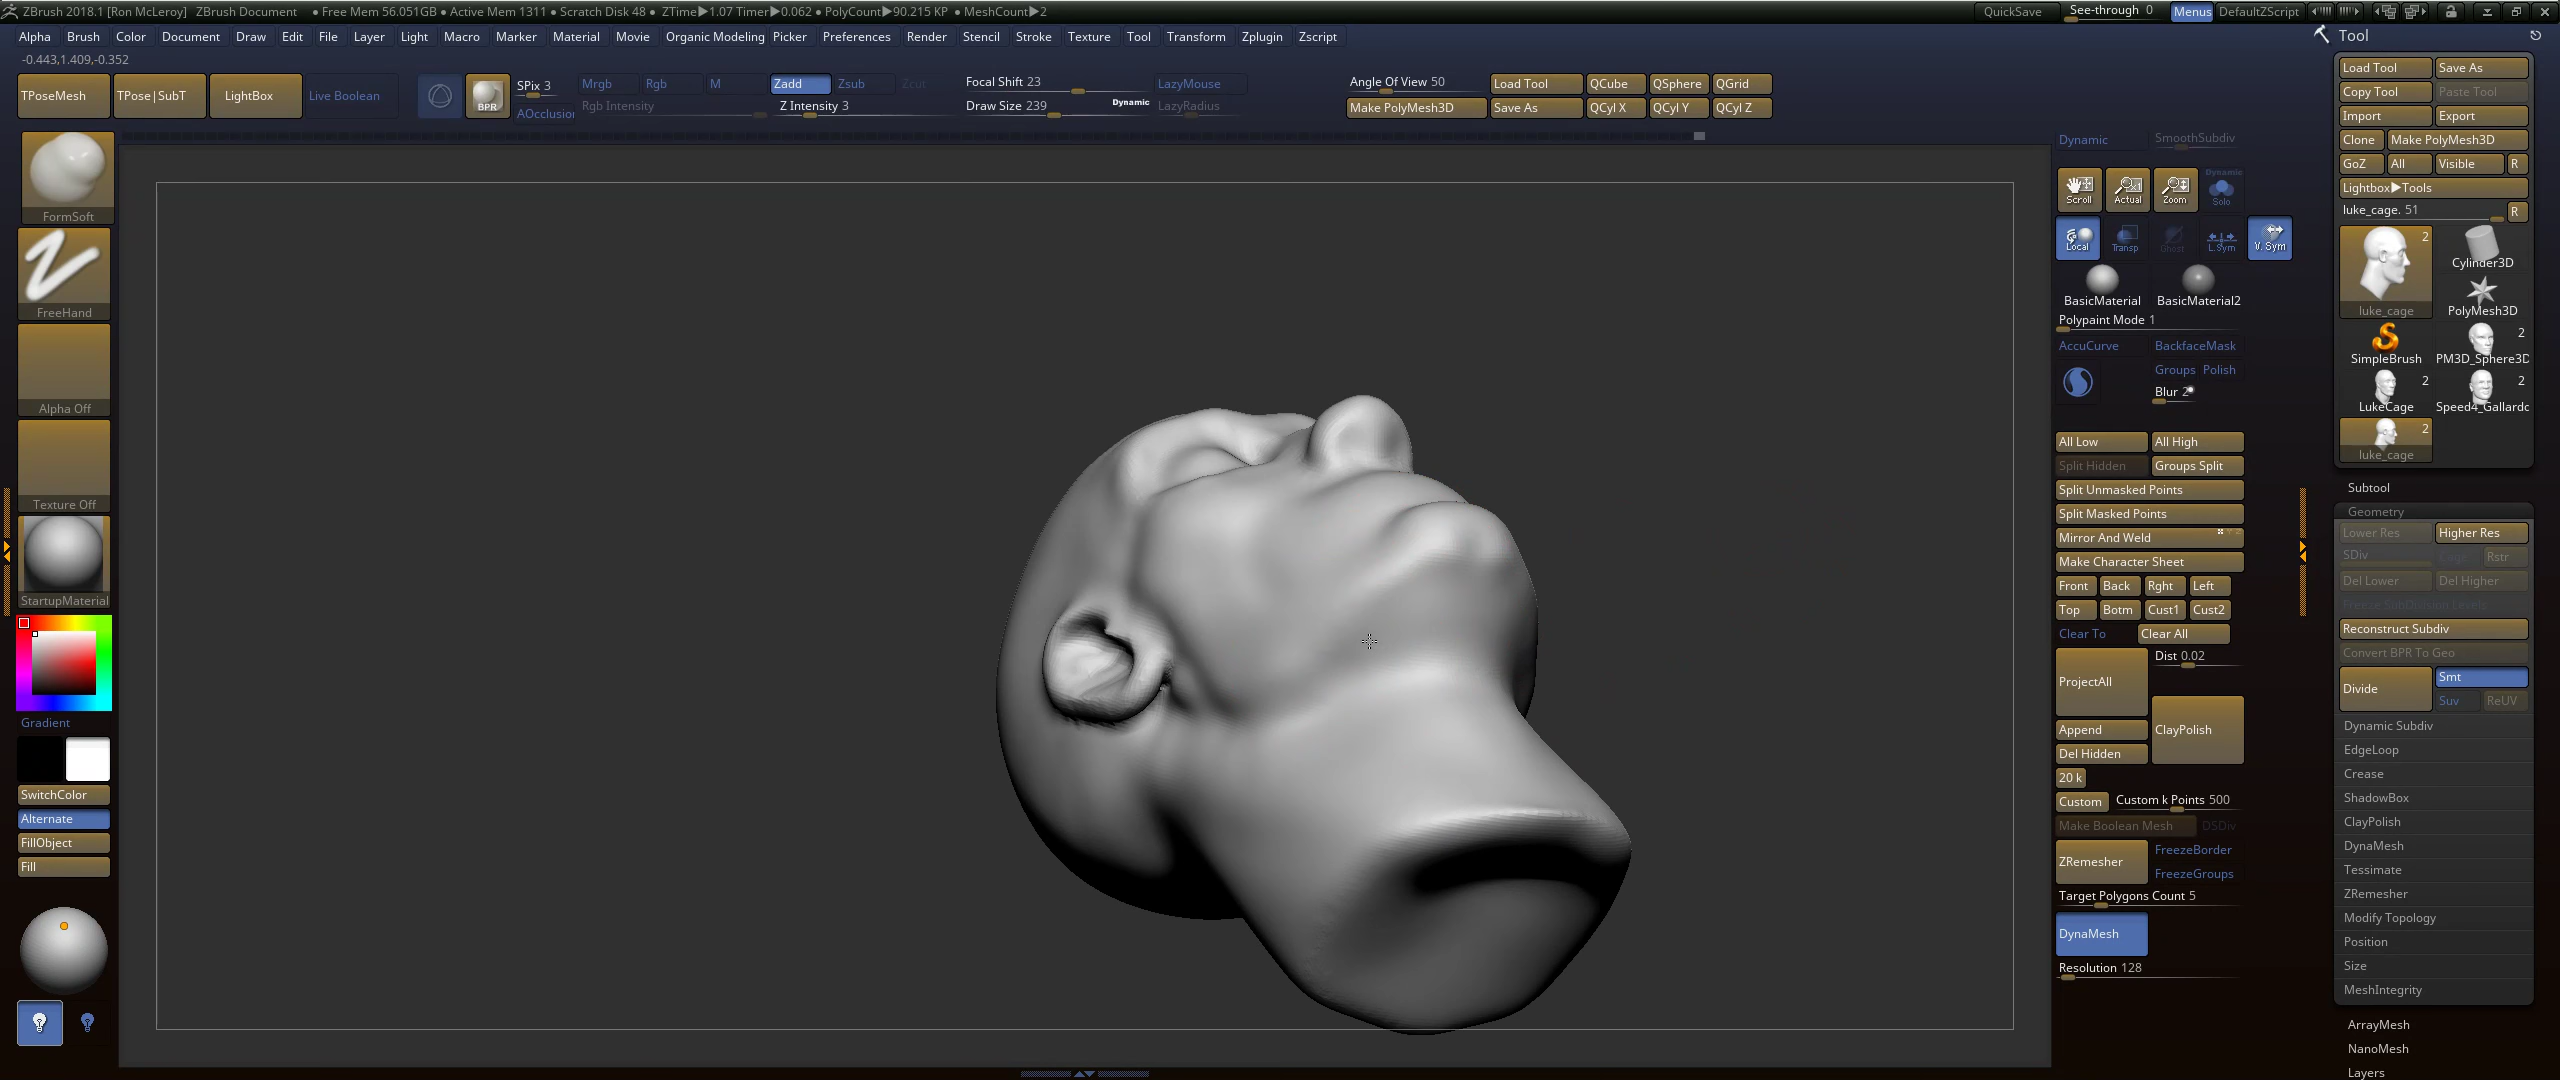 ZBrush 2018.1 [Ron McLeroy] ZBrush Document ● Free Mem 56.051GB ● Active Mem 1311 ● Scratch Disk 48 ● ZTime▶1.07 Timer▶0.062 ● PolyCount▶90.215 KP ● MeshCount▶2 QuickSave See-through 0 Menus DefaultZScript
Alpha Brush Color Document Draw Edit File Layer Light Macro Marker Material Movie Organic Modeling Picker Preferences Render Stencil Stroke Texture Tool Transform Zplugin Zscript
-0.443,1.409,-0.352
TPoseMesh TPose|SubT LightBox Live Boolean
BPR SPix 3
AOcclusion
Mrgb Rgb M Zadd Zsub Zcut
Rgb Intensity Z Intensity 3
Focal Shift 23 LazyMouse
Draw Size 239 Dynamic LazyRadius
Angle Of View 50 Load Tool QCube QSphere QGrid
Make PolyMesh3D Save As QCyl X QCyl Y QCyl Z
FormSoft
FreeHand
Alpha Off
Texture Off
StartupMaterial
Gradient
SwitchColor
Alternate
FillObject
Fill
Dynamic SmoothSubdiv
Scroll Actual Zoom Dynamic Solo
Local Transp Ghost L.Sym V. Sym
BasicMaterial BasicMaterial2
Polypaint Mode 1
AccuCurve BackfaceMask
Groups Polish
Blur 2
All Low All High
Split Hidden Groups Split
Split Unmasked Points
Split Masked Points
Mirror And Weld
Make Character Sheet
Front Back Rght Left
Top Botm Cust1 Cust2
Clear To Clear All
ProjectAll Dist 0.02
Append ClayPolish
Del Hidden
20 k
Custom Custom k Points 500
Make Boolean Mesh DSDiv
ZRemesher FreezeBorder
FreezeGroups
Target Polygons Count 5
DynaMesh
Resolution 128
Tool
Load Tool Save As
Copy Tool Paste Tool
Import Export
Clone Make PolyMesh3D
GoZ All Visible R
Lightbox▶Tools
luke_cage. 51 R
2
luke_cage Cylinder3D
PolyMesh3D
SimpleBrush PM3D_Sphere3D 2
LukeCage 2 Speed4_Gallardo 2
luke_cage 2
Subtool
Geometry
Lower Res Higher Res
SDiv Cage Rstr
Del Lower Del Higher
Freeze SubDivision Levels
Reconstruct Subdiv
Convert BPR To Geo
Divide Smt
Suv ReUV
Dynamic Subdiv
EdgeLoop
Crease
ShadowBox
ClayPolish
DynaMesh
Tessimate
ZRemesher
Modify Topology
Position
Size
MeshIntegrity
ArrayMesh
NanoMesh
Layers